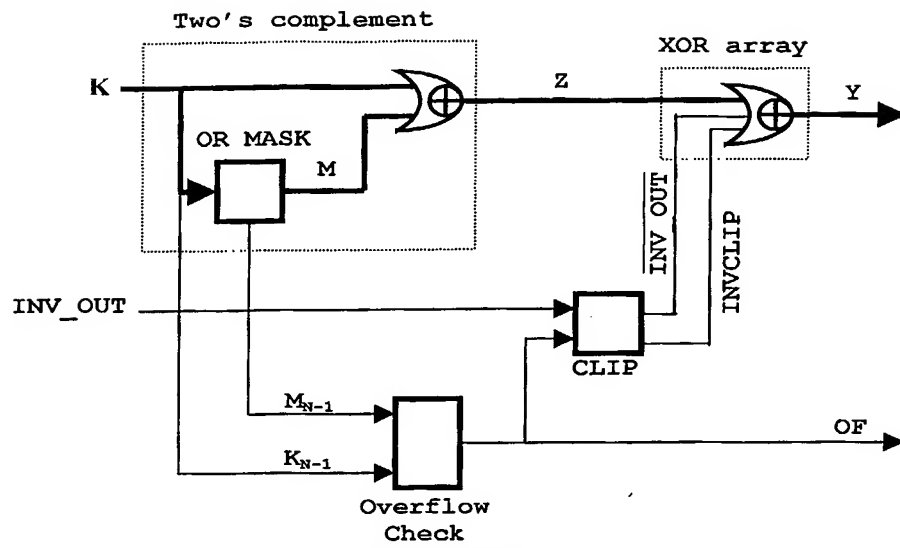 Two's complement
XOR array
K
Z
Y
OR MASK
M
INV OUT
INVCLIP
INV_OUT
CLIP
M_{N-1}
OF
K_{N-1}
Overflow
Check